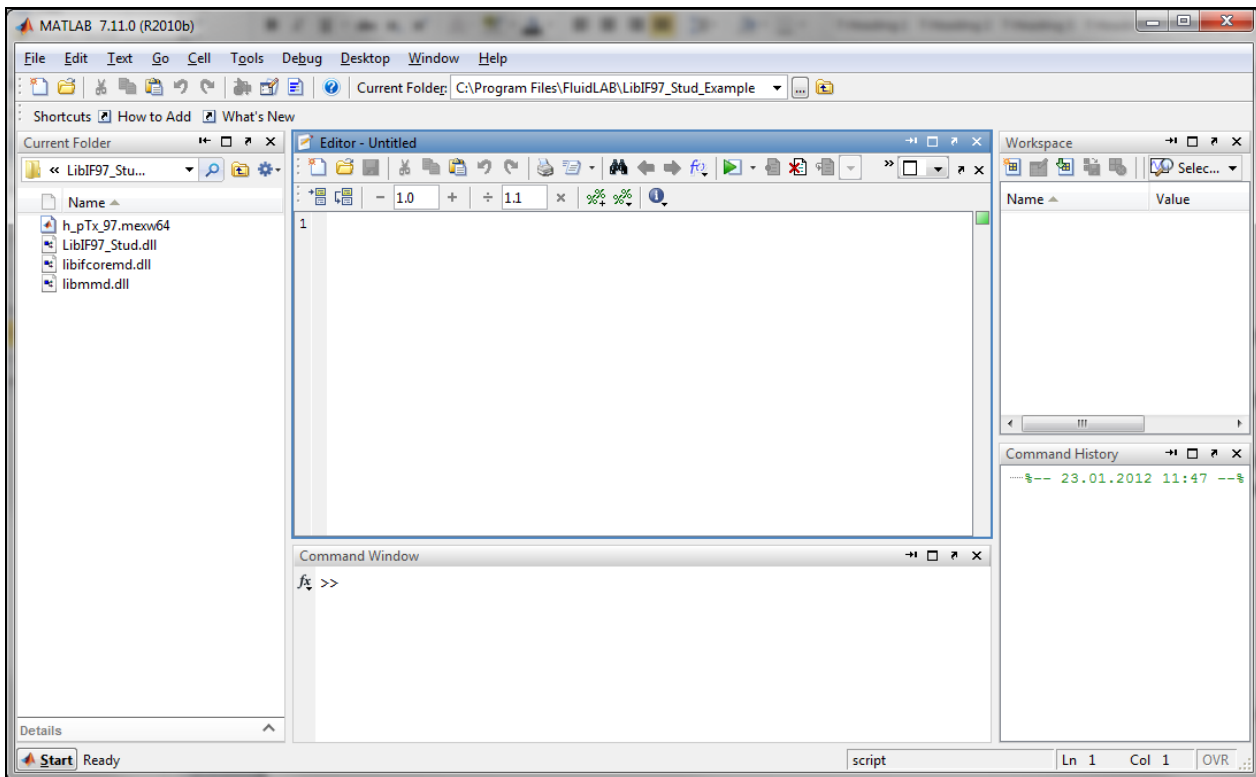 MATLAB 7.11.0 (R2010b)
File Edit Text Go Cell Tools Debug Desktop Window Help
Current Folder: C:\Program Files\FluidLAB\LibIF97_Stud_Example
Shortcuts How to Add What's New
Current Folder
« LibIF97_Stu...
Name
h_pTx_97.mexw64
LibIF97_Stud.dll
libifcoremd.dll
libmmd.dll
Details
Editor - Untitled
− 1.0 + ÷ 1.1 ×
1
Command Window
fx >>
Workspace
Selec...
Name Value
Command History
%-- 23.01.2012 11:47 --%
Start Ready
script
Ln 1 Col 1 OVR